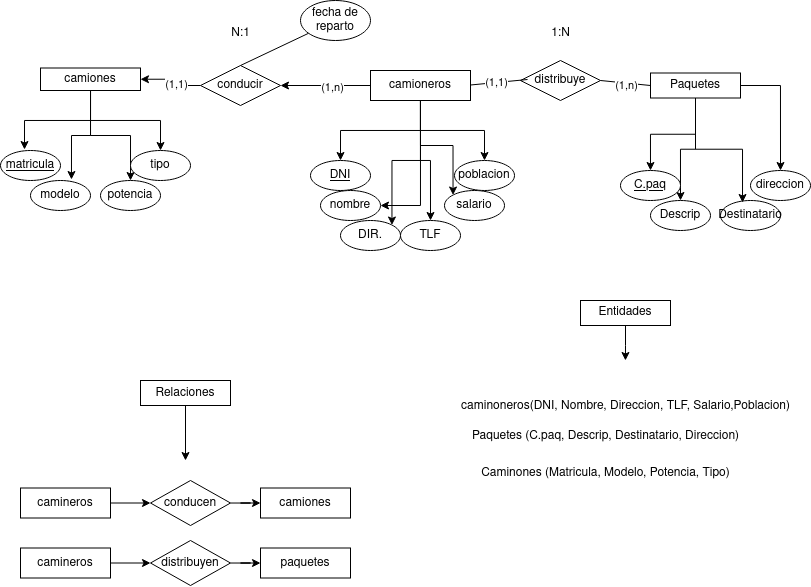 fecha de
reparto
N:1
1:N
camiones
(1,1)
conducir
(1,n)
camioneros
(1,1)
distribuye
(1,n)
Paquetes
matricula
tipo
modelo
potencia
DNI
poblacion
nombre
salario
DIR.
TLF
C.paq
direccion
Descrip
Destinatario
Entidades
Relaciones
caminoneros(DNI, Nombre, Direccion, TLF, Salario,Poblacion)
Paquetes (C.paq, Descrip, Destinatario, Direccion)
Caminones (Matricula, Modelo, Potencia, Tipo)
camineros
conducen
camiones
camineros
distribuyen
paquetes